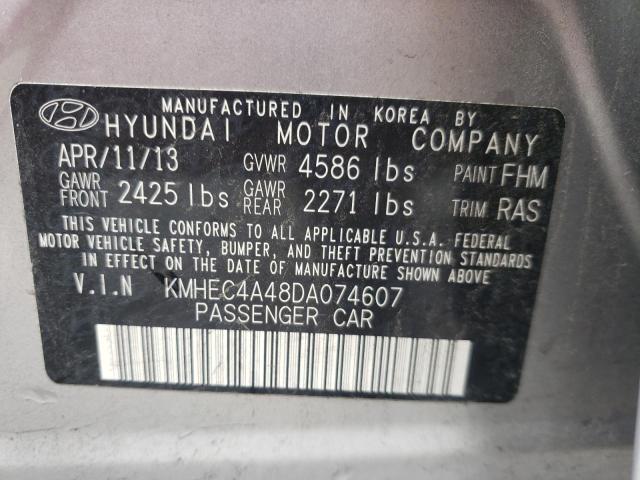 MANUFACTURED IN KOREA BY
HYUNDAI MOTOR COMPANY
APR/11/13 GVWR 4586 lbs PAINT FHM
GAWR FRONT 2425 lbs GAWR REAR 2271 lbs TRIM RAS
THIS VEHICLE CONFORMS TO ALL APPLICABLE U.S.A. FEDERAL
MOTOR VEHICLE SAFETY, BUMPER, AND THEFT PREVENTION STANDARDS
IN EFFECT ON THE DATE OF MANUFACTURE SHOWN ABOVE.
V.I.N KMHEC4A48DA074607
PASSENGER CAR